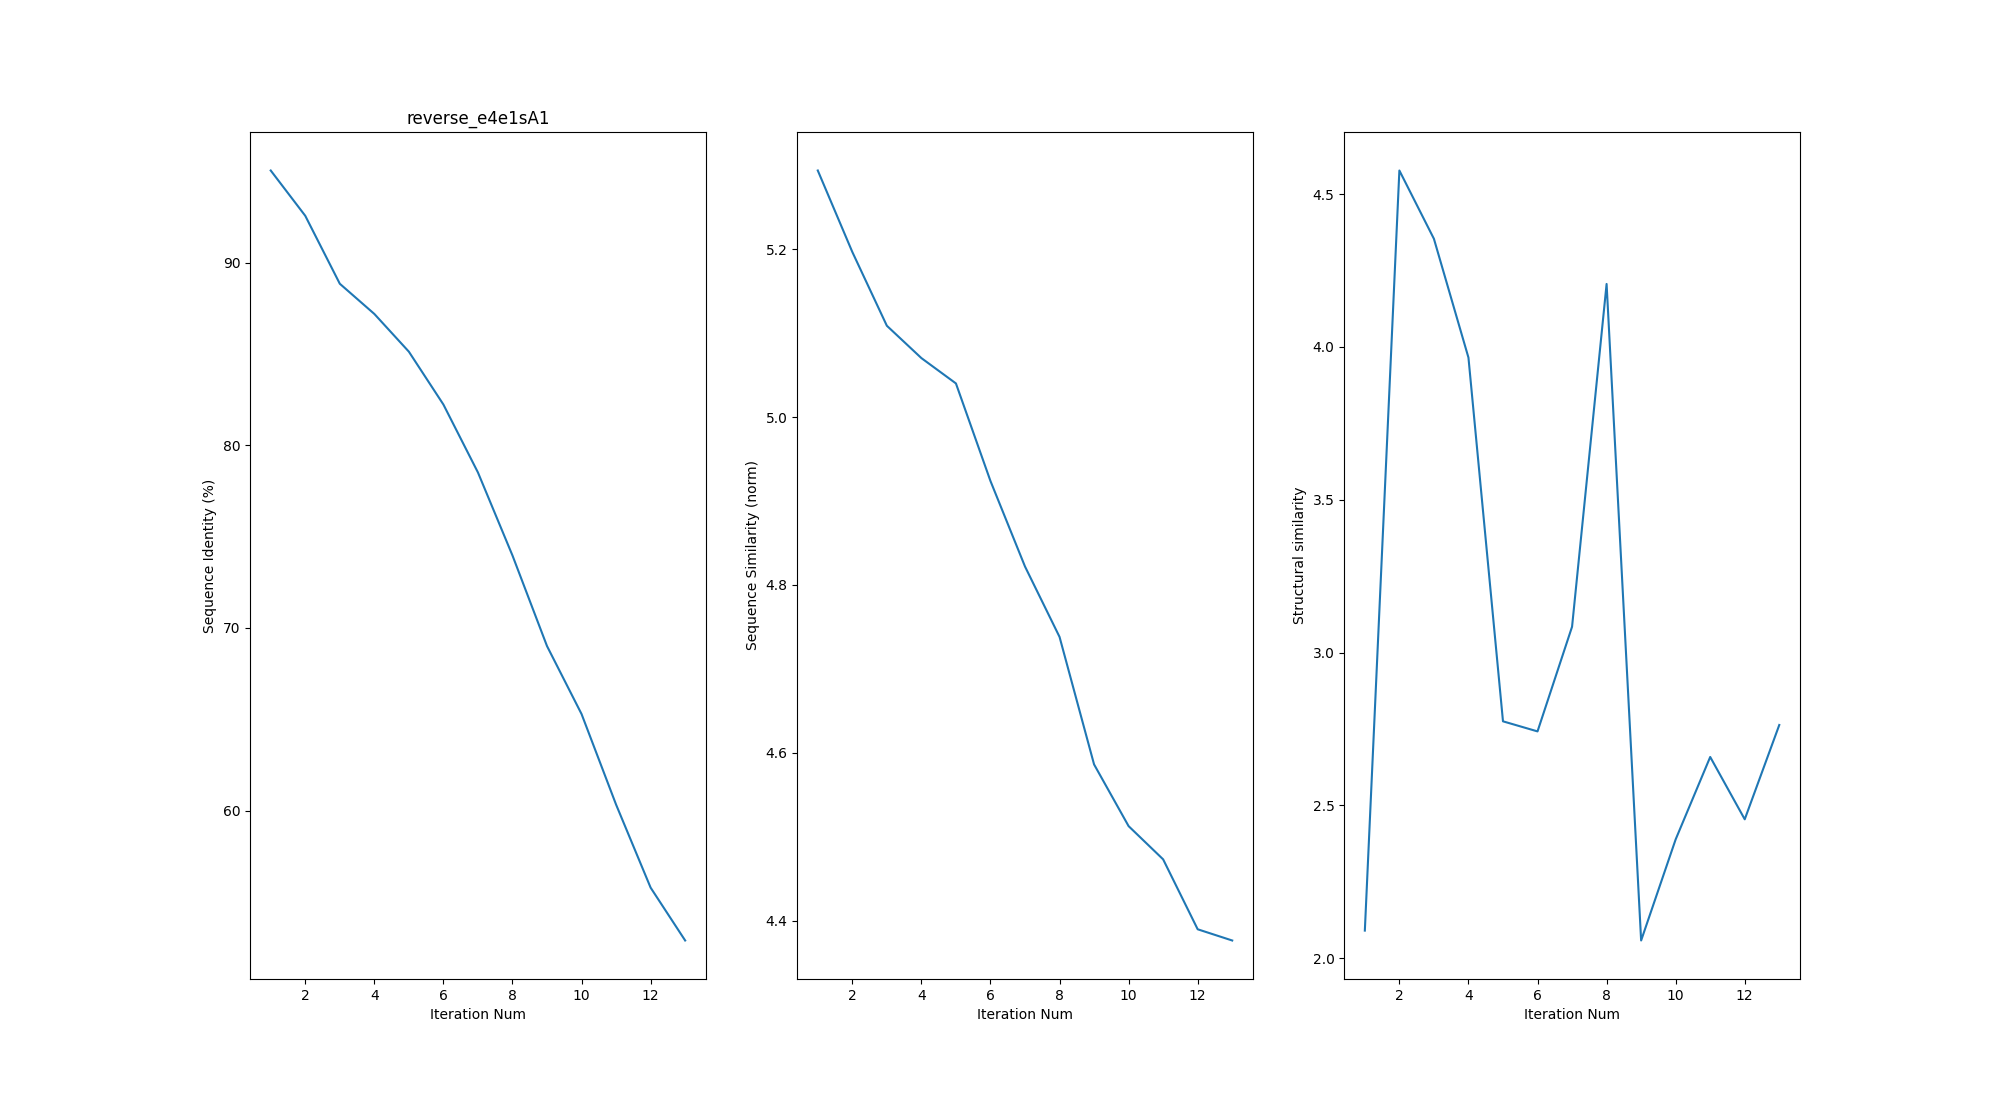 reverse_e4e1sA1
Sequence Identity (%)
90
80
70
60
2 4 6 8 10 12
Iteration Num
Sequence Similarity (norm)
5.2
5.0
4.8
4.6
4.4
2 4 6 8 10 12
Iteration Num
Structural similarity
4.5
4.0
3.5
3.0
2.5
2.0
2 4 6 8 10 12
Iteration Num